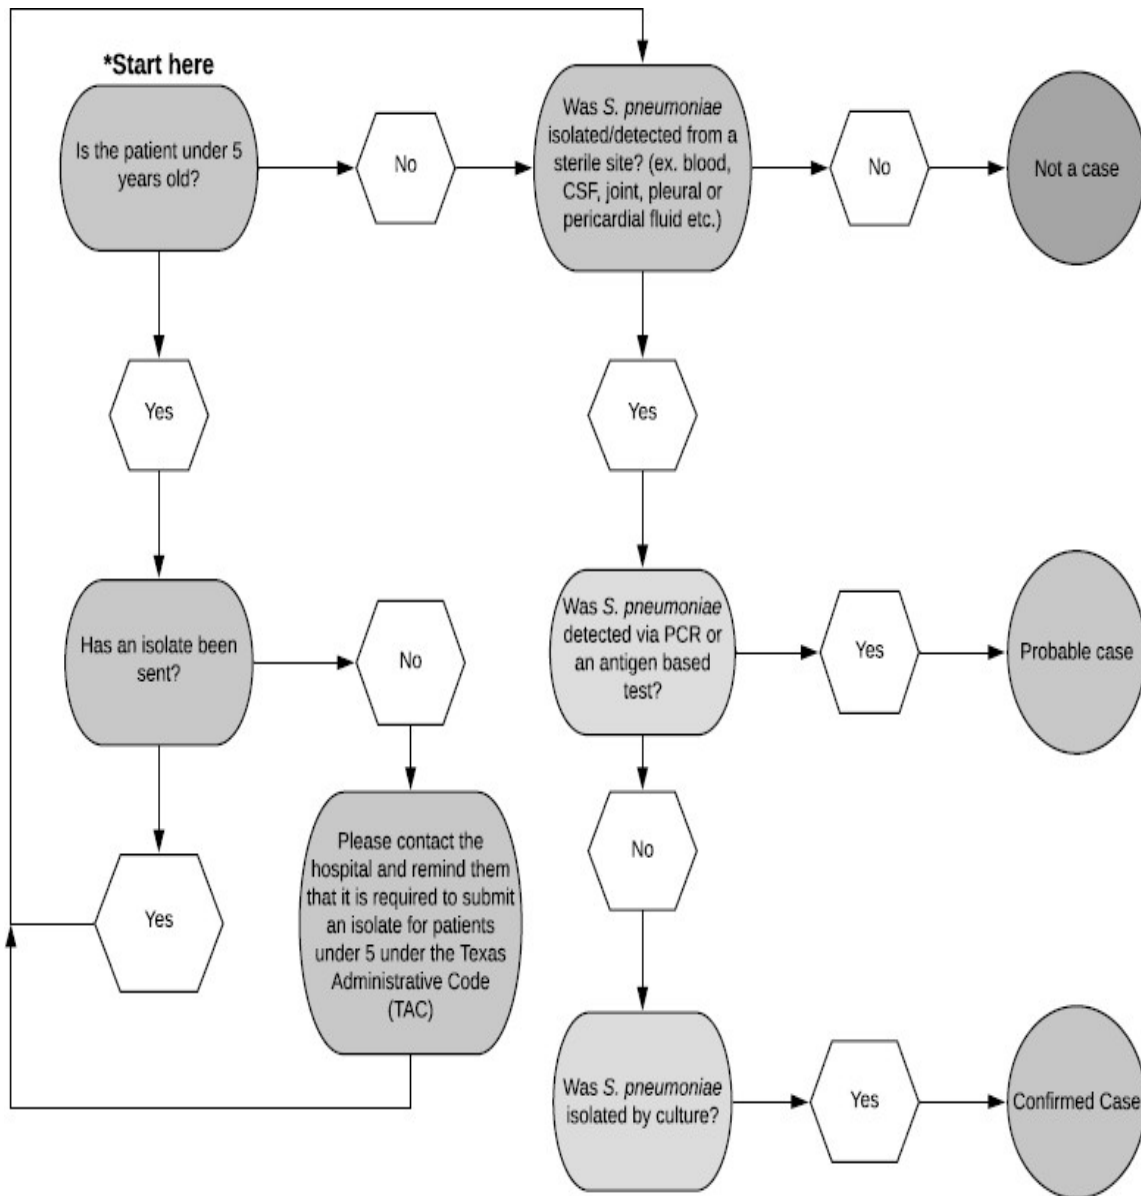 *Start here
Is the patient under 5
years old?
No
Was S. pneumoniae
isolated/detected from a
sterile site? (ex. blood,
CSF, joint, pleural or
pericardial fluid etc.)
No
Not a case
Yes
Yes
Has an isolate been
sent?
No
Was S. pneumoniae
detected via PCR or
an antigen based
test?
Yes
Probable case
Yes
Please contact the
hospital and remind them
that it is required to submit
an isolate for patients
under 5 under the Texas
Administrative Code
(TAC)
No
Was S. pneumoniae
isolated by culture?
Yes
Confirmed Case